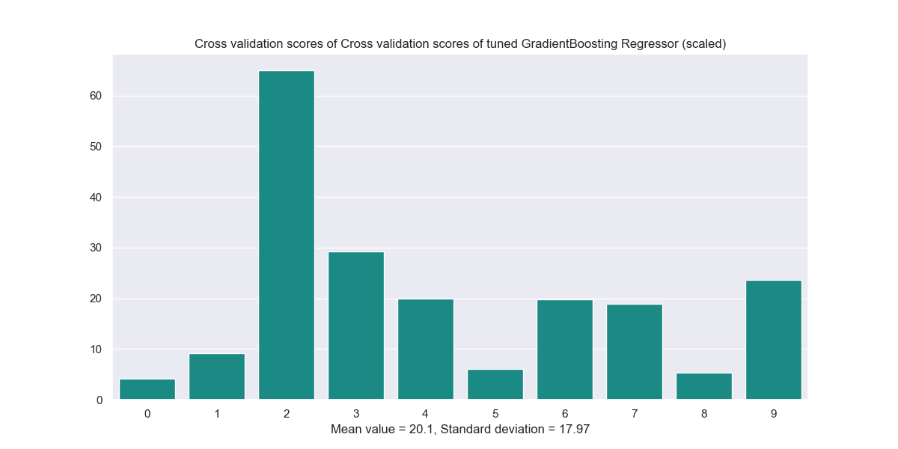 Cross validation scores of Cross validation scores of tuned GradientBoosting Regressor (scaled)
60
50
40
30
20
10
0
0 1 2 3 4 5 6 7 8 9
Mean value = 20.1, Standard deviation = 17.97